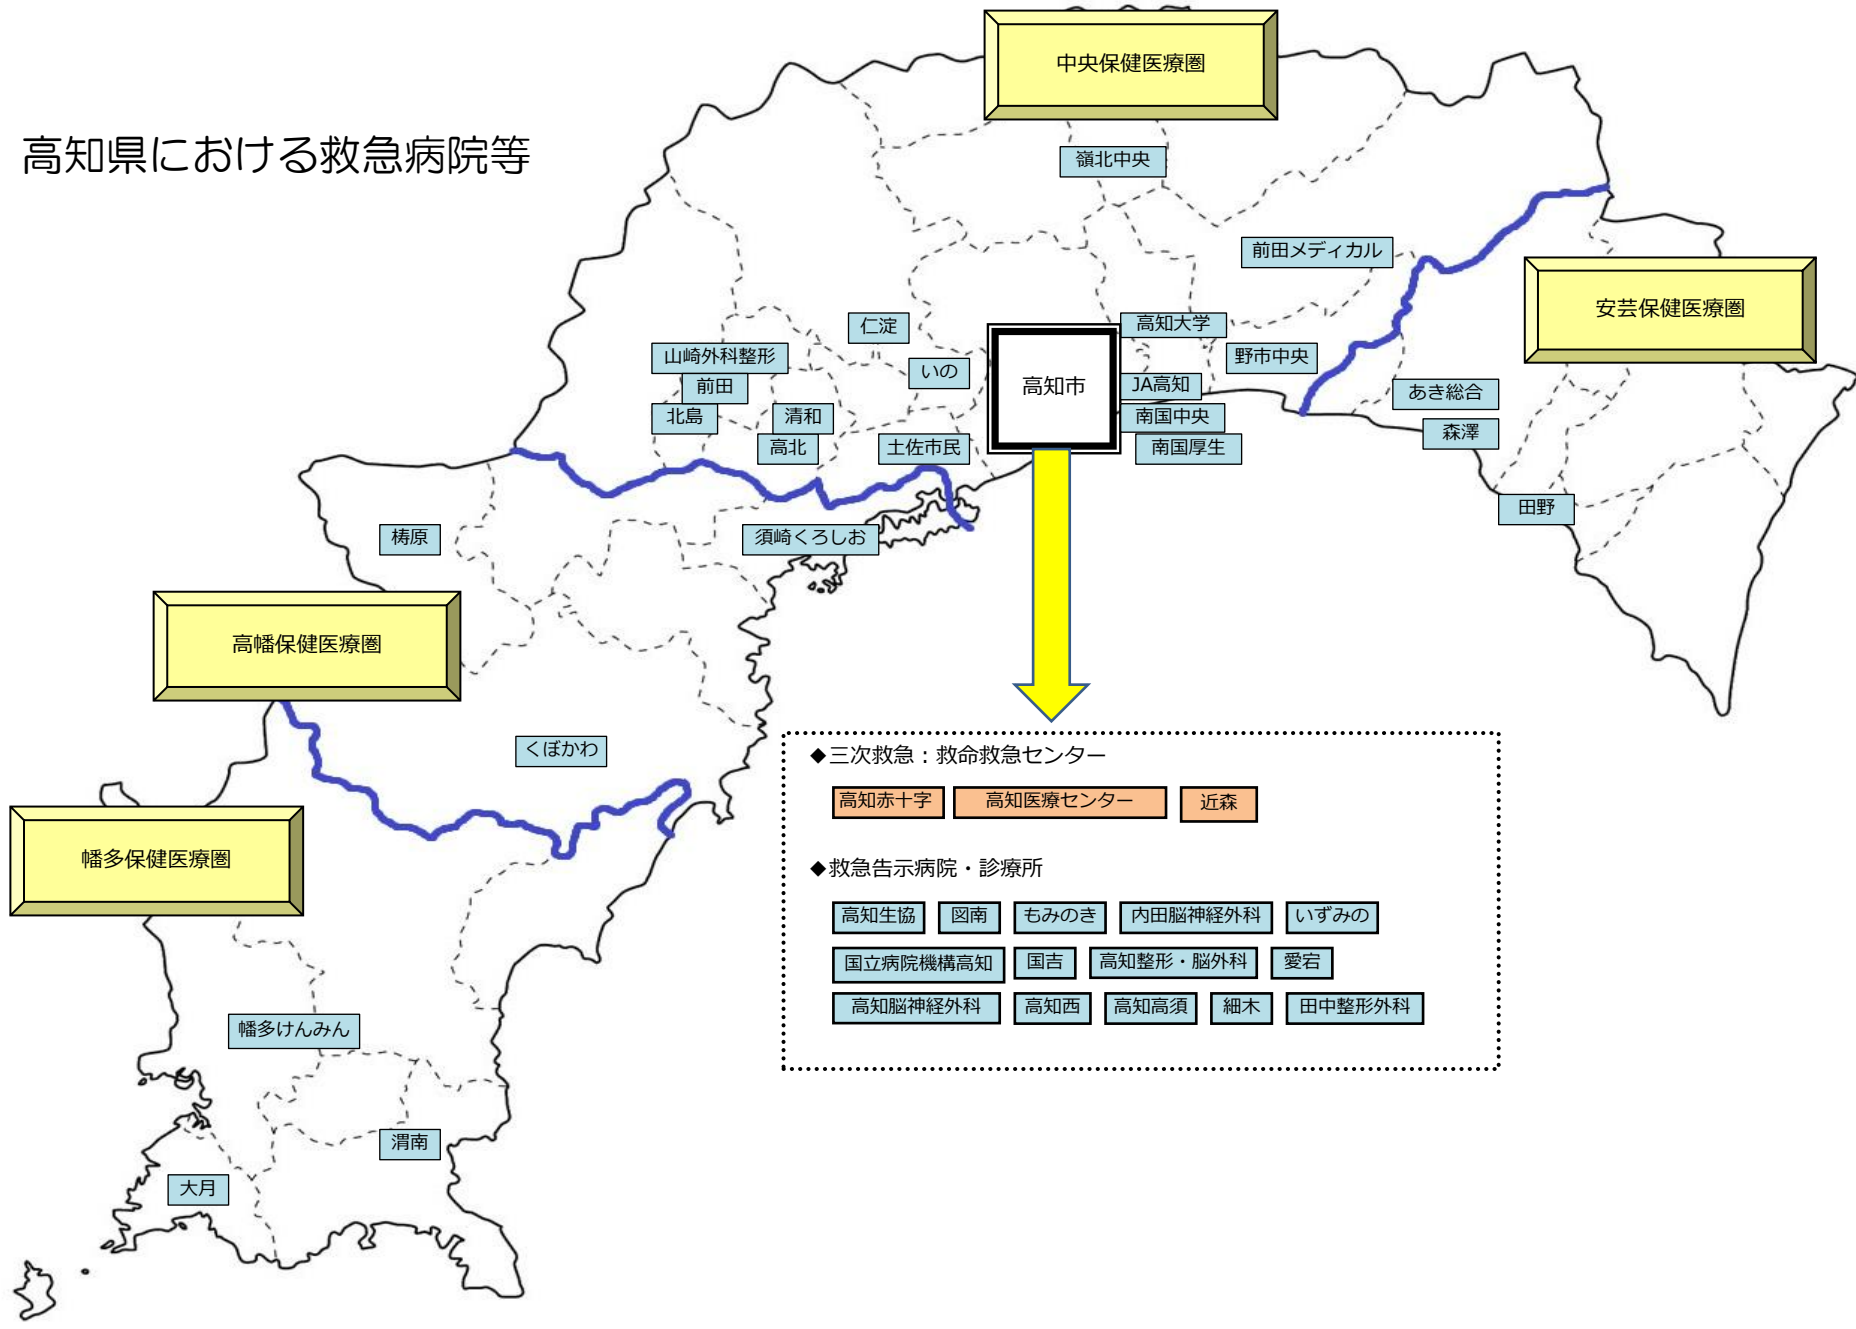 中央保健医療圏
高知県における救急病院等
嶺北中央
前田メディカル
安芸保健医療圏
仁淀
高知大学
山崎外科整形
野市中央
いの
高知市
前田
JA高知
あき総合
北島
清和
南国中央
森澤
高北
土佐市民
南国厚生
田野
梼原
須崎くろしお
高幡保健医療圏
くぼかわ
◆三次救急:救命救急センター
高知赤十字 高知医療センター 近森
幡多保健医療圏
◆救急告示病院・診療所
高知生協 図南 もみのき 内田脳神経外科 いずみの
国立病院機構高知 国吉 高知整形・脳外科 愛宕
高知脳神経外科 高知西 高知高須 細木 田中整形外科
幡多けんみん
渭南
大月